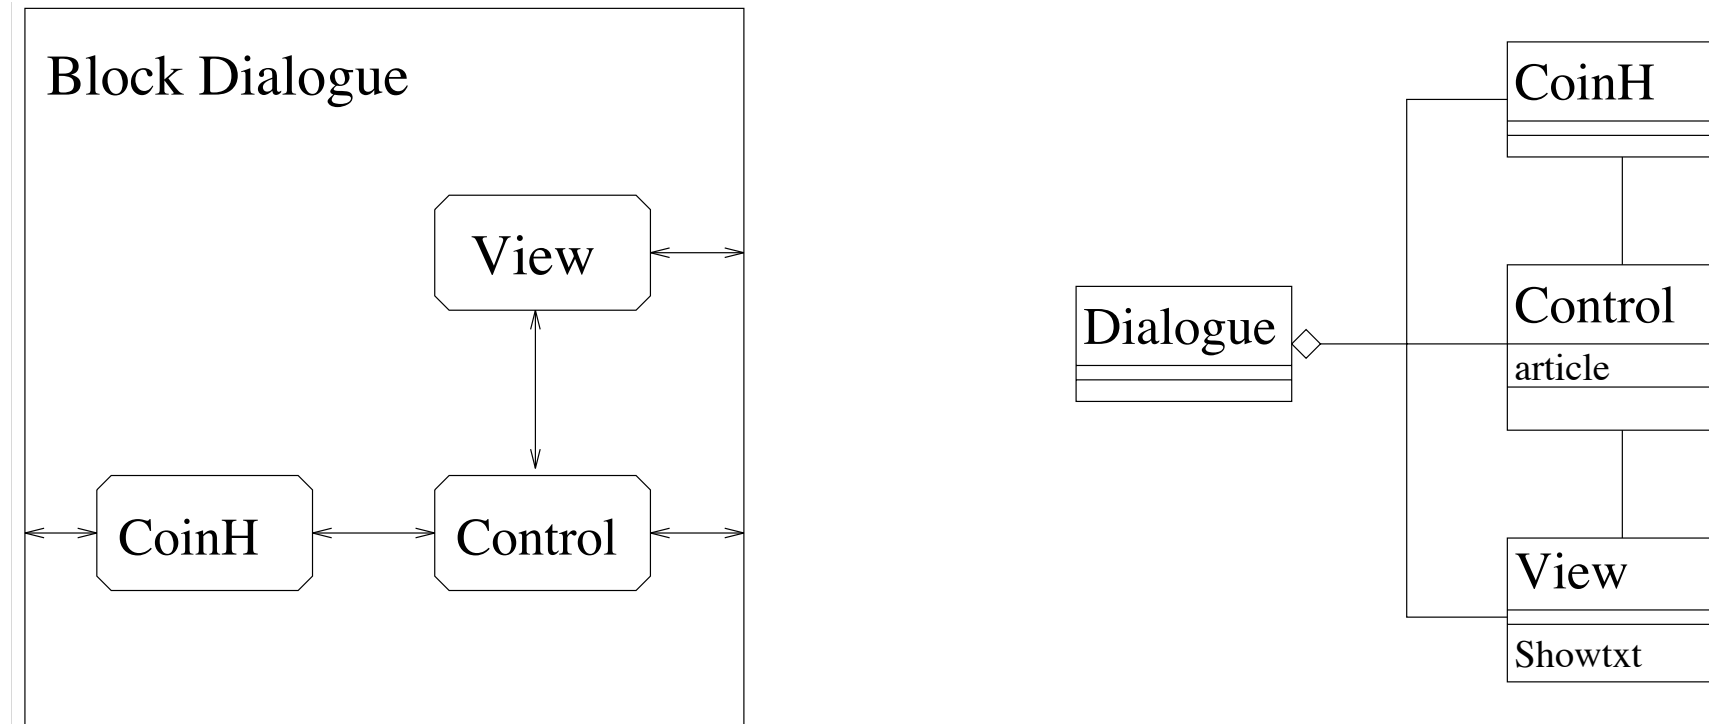 Block Dialogue
View
CoinH
Control
Dialogue
CoinH
Control
article
View
Showtxt